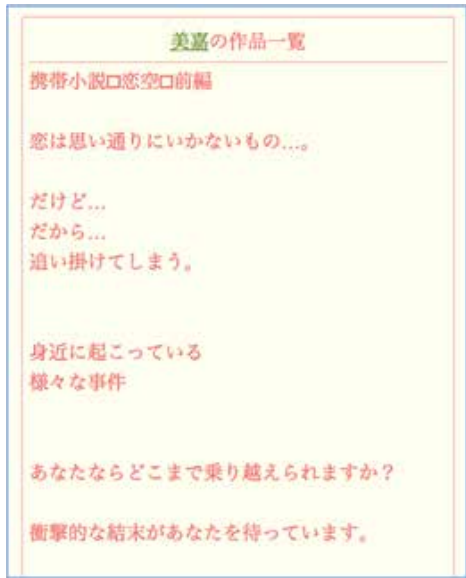 美嘉の作品一覧
携帯小説□恋空□前編
恋は思い通りにいかないもの…。
だけど…
だから…
追い掛けてしまう。
身近に起こっている
様々な事件
あなたならどこまで乗り越えられますか？
衝撃的な結末があなたを待っています。